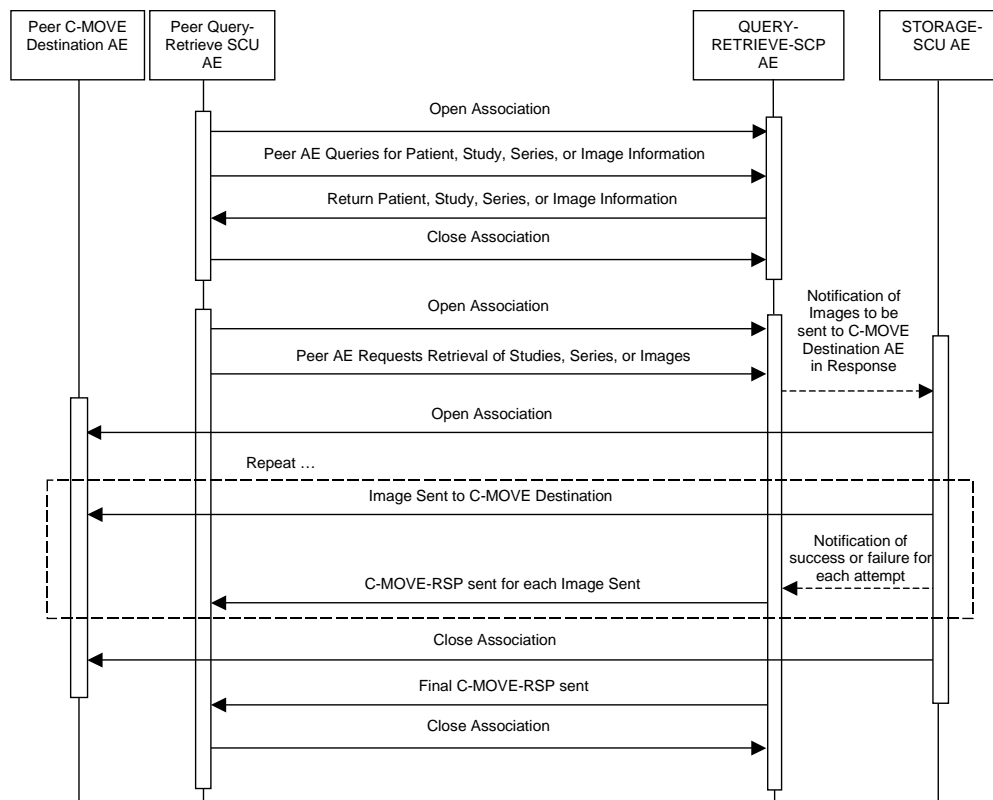 Peer C-MOVE
Destination AE
Peer Query-
Retrieve SCU
AE
QUERY-
RETRIEVE-SCP
AE
STORAGE-
SCU AE
Open Association
Peer AE Queries for Patient, Study, Series, or Image Information
Return Patient, Study, Series, or Image Information
Close Association
Open Association
Notification of
Images to be
sent to C-MOVE
Destination AE
in Response
Peer AE Requests Retrieval of Studies, Series, or Images
Open Association
Repeat …
Image Sent to C-MOVE Destination
Notification of
success or failure for
each attempt
C-MOVE-RSP sent for each Image Sent
Close Association
Final C-MOVE-RSP sent
Close Association